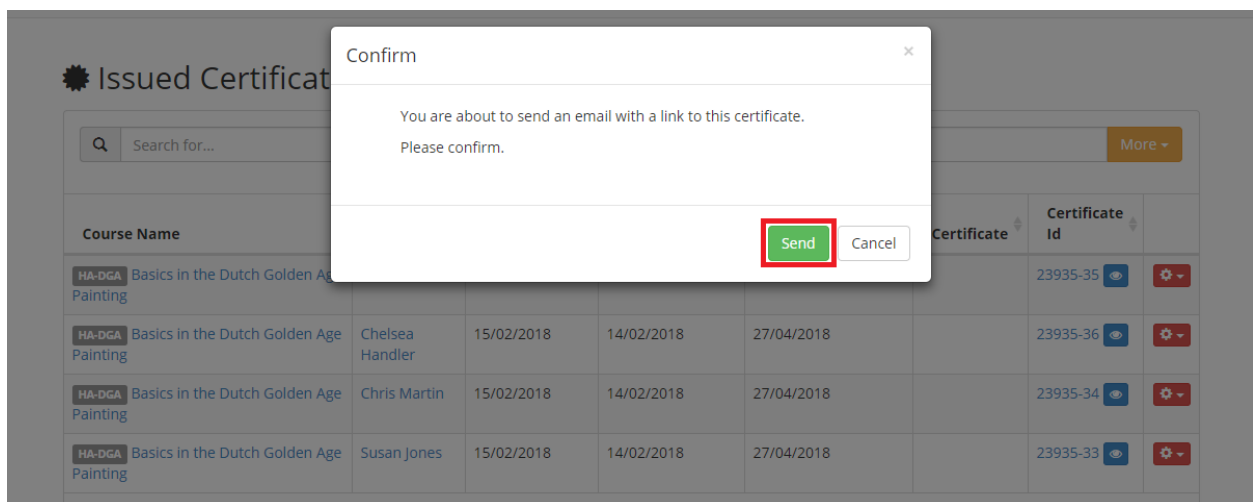 Confirm ×
Issued Certificat
You are about to send an email with a link to this certificate.
Please confirm.
Search for...
More
Send Cancel
Course Name Certificate Certificate
Id
HA-DGA Basics in the Dutch Golden Ag
Painting
23935-35
HA-DGA Basics in the Dutch Golden Age
Painting
Chelsea
Handler
15/02/2018 14/02/2018 27/04/2018 23935-36
HA-DGA Basics in the Dutch Golden Age
Painting
Chris Martin 15/02/2018 14/02/2018 27/04/2018 23935-34
HA-DGA Basics in the Dutch Golden Age
Painting
Susan Jones 15/02/2018 14/02/2018 27/04/2018 23935-33